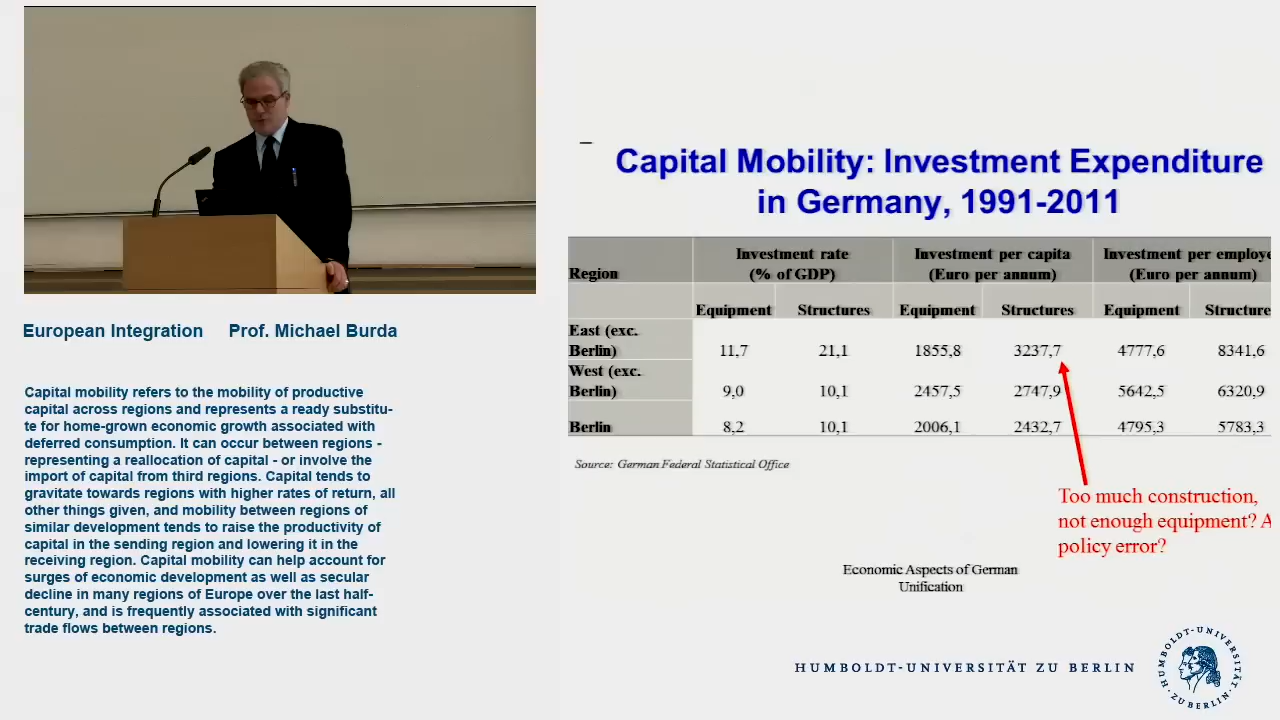 Capital Mobility: Investment Expenditure
in Germany, 1991-2011
Region
Investment rate
(% of GDP)
Investment per capita
(Euro per annum)
Investment per employe
(Euro per annum)
Equipment Structures Equipment Structures Equipment Structure
East (exc.
Berlin) 11,7 21,1 1855,8 3237,7 4777,6 8341,6
West (exc.
Berlin) 9,0 10,1 2457,5 2747,9 5642,5 6320,9
Berlin 8,2 10,1 2006,1 2432,7 4795,3 5783,3
Source: German Federal Statistical Office
Too much construction,
not enough equipment? A
policy error?
Economic Aspects of German
Unification
European Integration Prof. Michael Burda
Capital mobility refers to the mobility of productive
capital across regions and represents a ready substitu-
te for home-grown economic growth associated with
deferred consumption. It can occur between regions -
representing a reallocation of capital - or involve the
import of capital from third regions. Capital tends to
gravitate towards regions with higher rates of return, all
other things given, and mobility between regions of
similar development tends to raise the productivity of
capital in the sending region and lowering it in the
receiving region. Capital mobility can help account for
surges of economic development as well as secular
decline in many regions of Europe over the last half-
century, and is frequently associated with significant
trade flows between regions.
HUMBOLDT-UNIVERSITÄT ZU BERLIN
HUMBOLDT-UNIVERSITÄT
ZU BERLIN